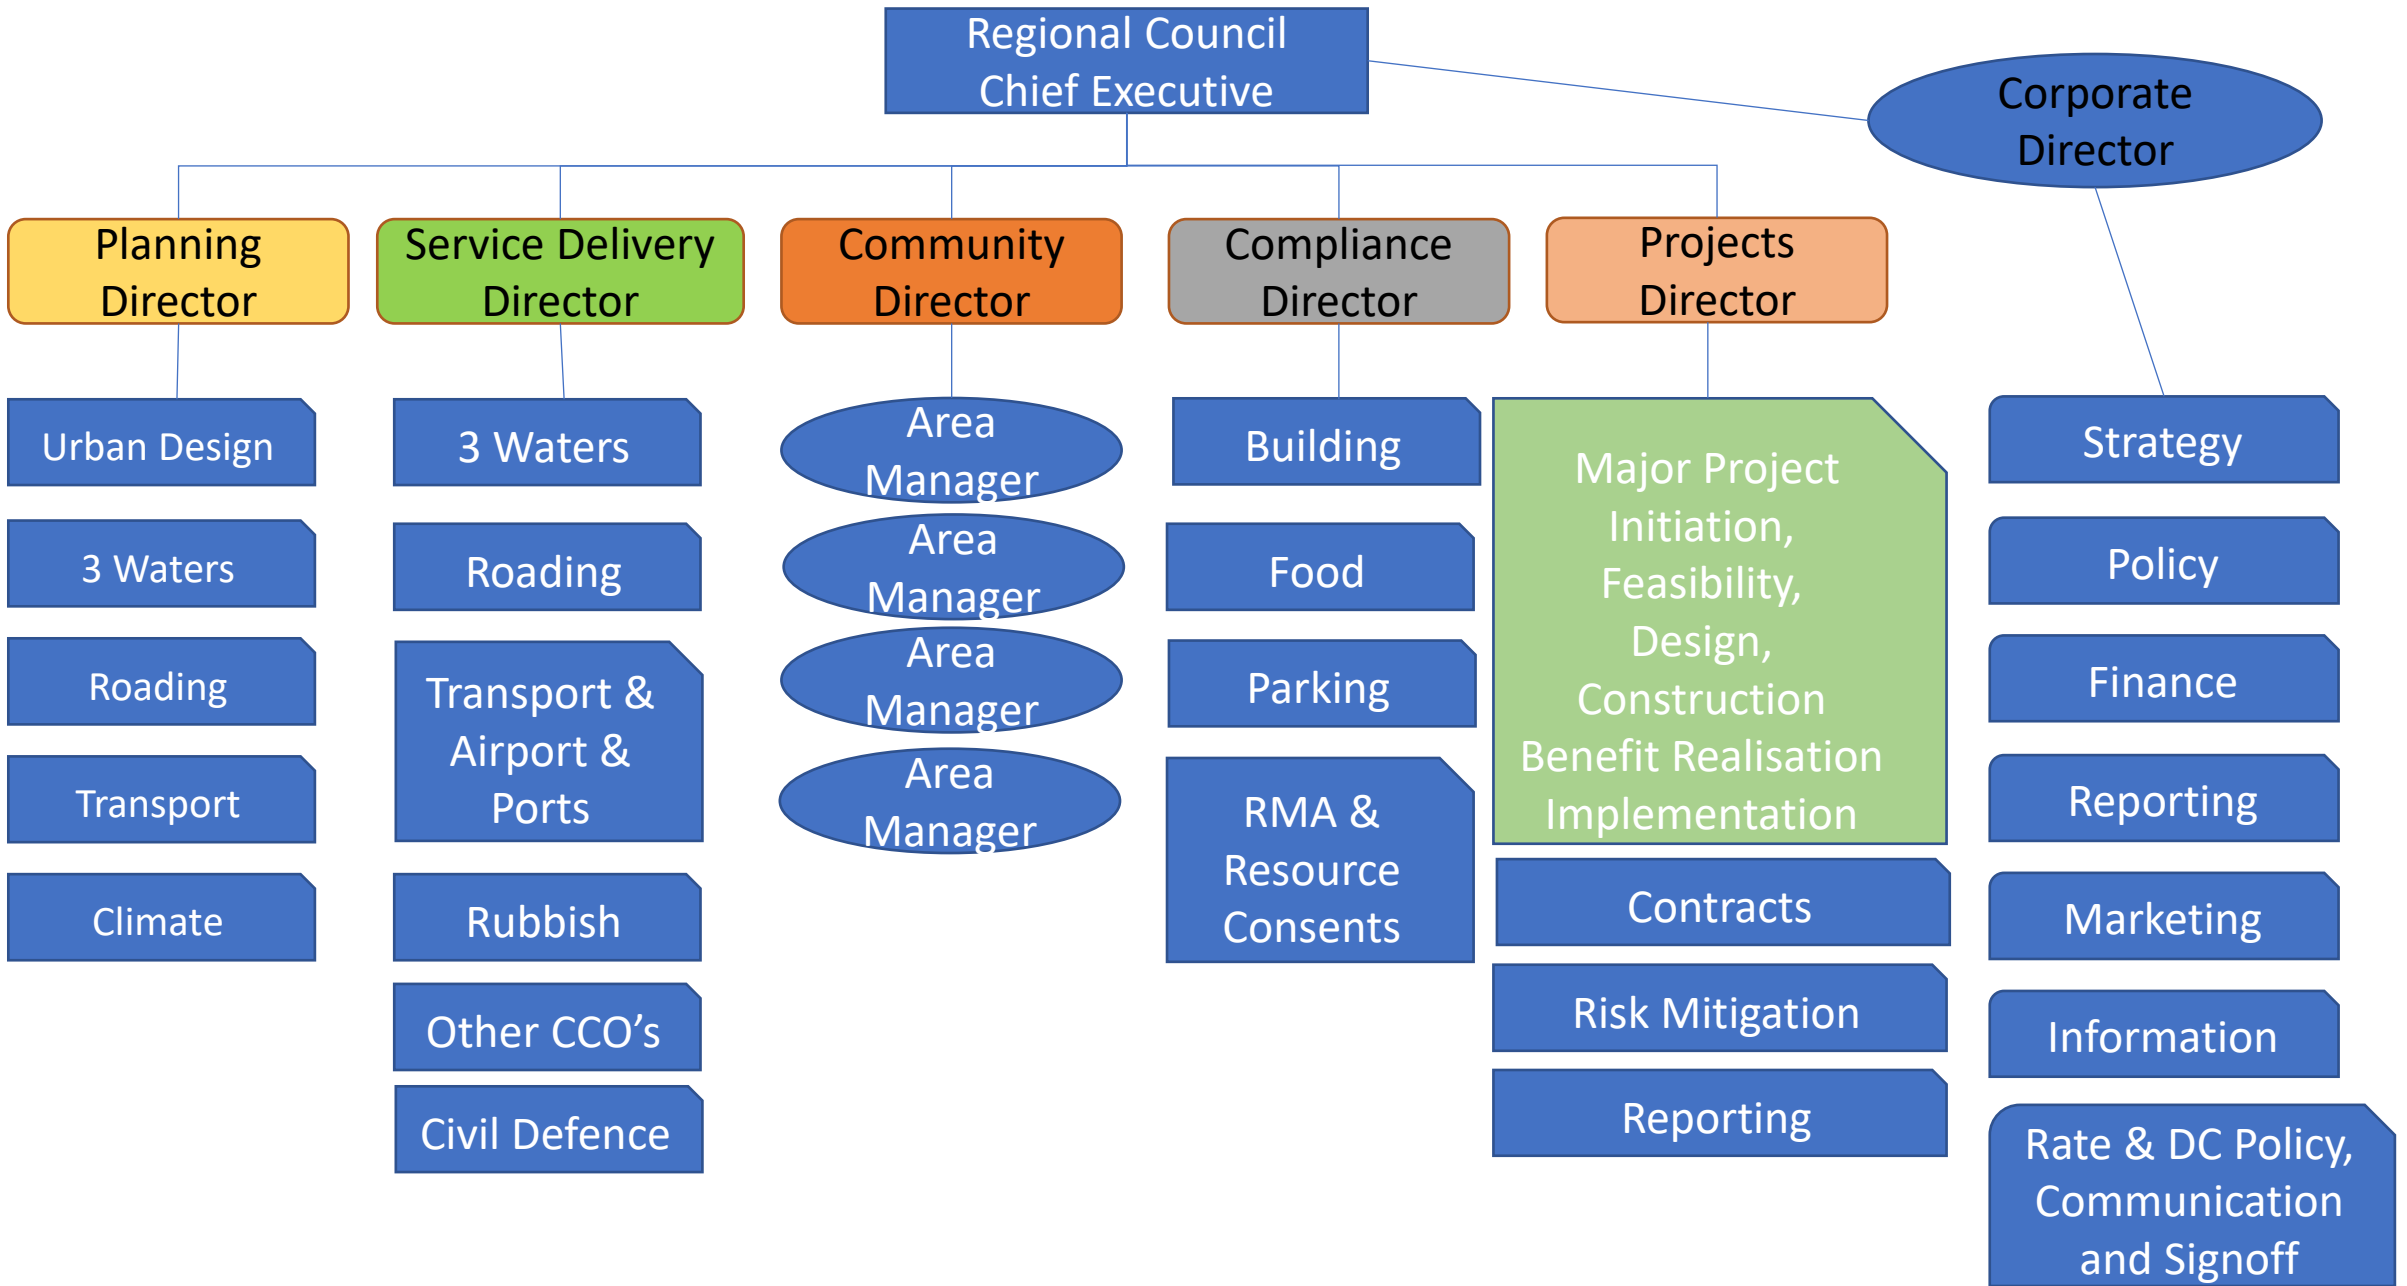 Regional Council
Chief Executive
Corporate
Director
Planning
Director
Service Delivery
Director
Community
Director
Compliance
Director
Projects
Director
Urban Design
3 Waters
Roading
Transport
Climate
3 Waters
Roading
Transport &
Airport &
Ports
Rubbish
Other CCO’s
Civil Defence
Area
Manager
Area
Manager
Area
Manager
Area
Manager
Building
Food
Parking
RMA &
Resource
Consents
Major Project
Initiation,
Feasibility,
Design,
Construction
Benefit Realisation
Implementation
Contracts
Risk Mitigation
Reporting
Strategy
Policy
Finance
Reporting
Marketing
Information
Rate & DC Policy,
Communication
and Signoff